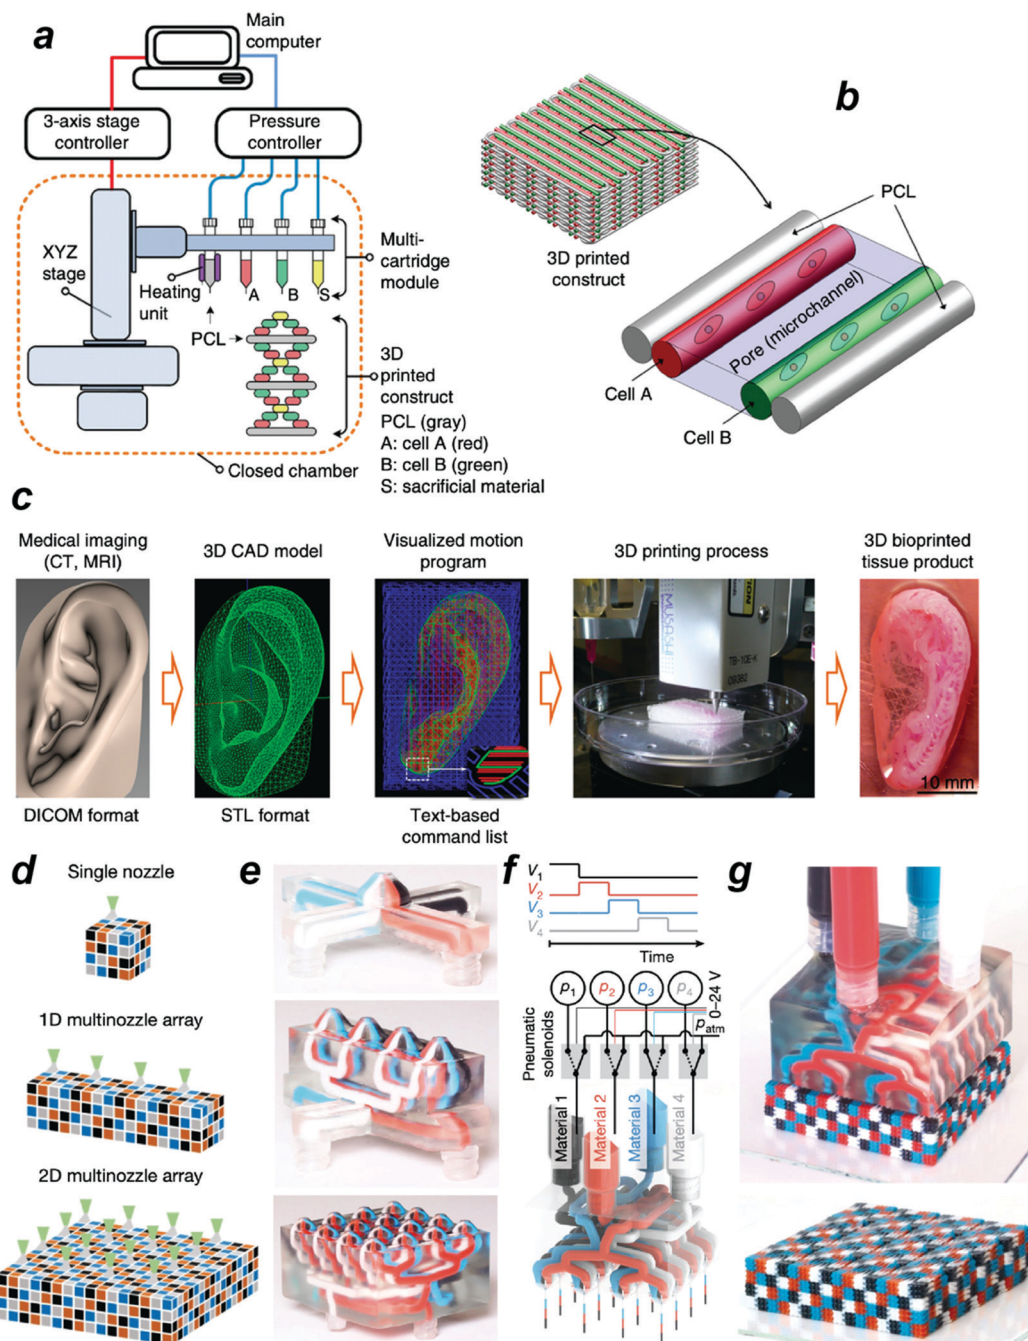 a
Main
computer
3-axis stage
controller
Pressure
controller
XYZ
stage
Heating
unit
A
B
S
PCL
Multi-
cartridge
module
3D
printed
construct
PCL (gray)
A: cell A (red)
B: cell B (green)
S: sacrificial material
Closed chamber
b
3D printed
construct
PCL
Pore (microchannel)
Cell A
Cell B
c
Medical imaging
(CT, MRI)
3D CAD model
Visualized motion
program
3D printing process
3D bioprinted
tissue product
MUSASHI
TB-10E-K
09382
10 mm
DICOM format
STL format
Text-based
command list
d
Single nozzle
1D multinozzle array
2D multinozzle array
e
f
V1
V2
V3
V4
Time
p1
p2
p3
p4
0–24 V
patm
Pneumatic
solenoids
Material 1
Material 2
Material 3
Material 4
g